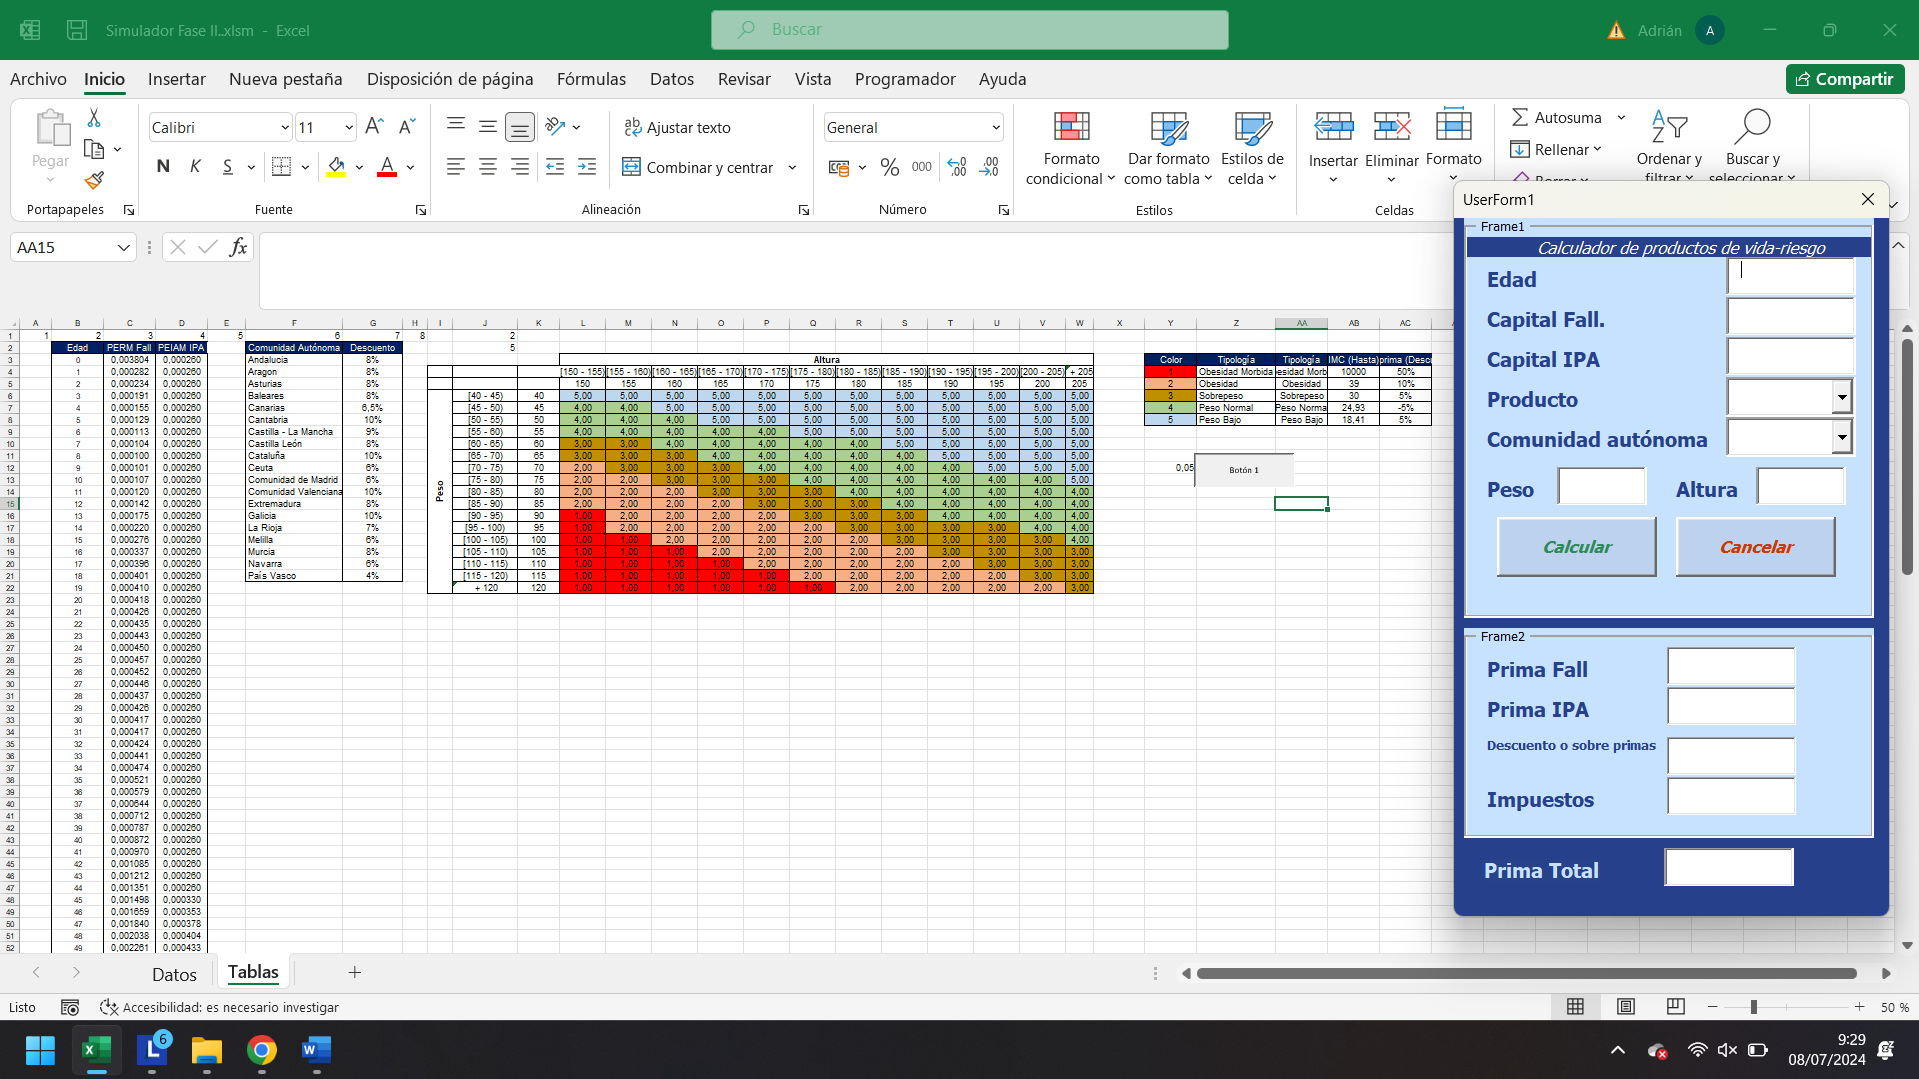 Simulador Fase II..xlsm - Excel
Buscar
Adrián
A
Archivo Inicio Insertar Nueva pestaña Disposición de página Fórmulas Datos Revisar Vista Programador Ayuda
Compartir
Pegar
Portapapeles
Calibri 11
N K S
Fuente
Ajustar texto
Combinar y centrar
Alineación
General
% 000
Número
Formato condicional
Dar formato como tabla
Estilos de celda
Estilos
Insertar Eliminar Formato
Celdas
Autosuma
Rellenar
Borrar
Ordenar y filtrar
Buscar y seleccionar
AA15
fx
A B C D E F G H I J K L M N O P Q R S T U V W X Y Z AA AB AC
1 2 3 4 5 6 7 8 2
5
Edad PERM Fall PEIAM IPA Comunidad Autónoma Descuento
0 0,003804 0,000260 Andalucia 8%
1 0,000282 0,000260 Aragon 8%
2 0,000234 0,000260 Asturias 8%
3 0,000191 0,000260 Baleares 8%
4 0,000155 0,000260 Canarias 6,5%
5 0,000129 0,000260 Cantabria 10%
6 0,000113 0,000260 Castilla - La Mancha 9%
7 0,000104 0,000260 Castilla León 8%
8 0,000100 0,000260 Cataluña 10%
9 0,000101 0,000260 Ceuta 6%
10 0,000107 0,000260 Comunidad de Madrid 6%
11 0,000120 0,000260 Comunidad Valenciana 10%
12 0,000142 0,000260 Extremadura 8%
13 0,000175 0,000260 Galicia 10%
14 0,000220 0,000260 La Rioja 7%
15 0,000276 0,000260 Melilla 6%
16 0,000337 0,000260 Murcia 8%
17 0,000396 0,000260 Navarra 6%
18 0,000401 0,000260 País Vasco 4%
19 0,000410 0,000260
20 0,000418 0,000260
21 0,000426 0,000260
22 0,000435 0,000260
23 0,000443 0,000260
24 0,000450 0,000260
25 0,000457 0,000260
26 0,000452 0,000260
27 0,000446 0,000260
28 0,000437 0,000260
29 0,000426 0,000260
30 0,000417 0,000260
31 0,000417 0,000260
32 0,000424 0,000260
33 0,000441 0,000260
34 0,000474 0,000260
35 0,000521 0,000260
36 0,000579 0,000260
37 0,000644 0,000260
38 0,000712 0,000260
39 0,000787 0,000260
40 0,000872 0,000260
41 0,000970 0,000260
42 0,001085 0,000260
43 0,001212 0,000260
44 0,001351 0,000260
45 0,001498 0,000330
46 0,001659 0,000353
47 0,001840 0,000378
48 0,002038 0,000404
49 0,002261 0,000433
Altura
[150 - 155) [155 - 160) [160 - 165) [165 - 170) [170 - 175) [175 - 180) [180 - 185) [185 - 190) [190 - 195) [195 - 200) [200 - 205) + 205
150 155 160 165 170 175 180 185 190 195 200 205
Peso
[40 - 45) 40 5,00 5,00 5,00 5,00 5,00 5,00 5,00 5,00 5,00 5,00 5,00 5,00
[45 - 50) 45 4,00 4,00 5,00 5,00 5,00 5,00 5,00 5,00 5,00 5,00 5,00 5,00
[50 - 55) 50 4,00 4,00 4,00 5,00 5,00 5,00 5,00 5,00 5,00 5,00 5,00 5,00
[55 - 60) 55 4,00 4,00 4,00 4,00 4,00 5,00 5,00 5,00 5,00 5,00 5,00 5,00
[60 - 65) 60 3,00 3,00 4,00 4,00 4,00 4,00 4,00 5,00 5,00 5,00 5,00 5,00
[65 - 70) 65 3,00 3,00 3,00 4,00 4,00 4,00 4,00 4,00 5,00 5,00 5,00 5,00
[70 - 75) 70 2,00 3,00 3,00 3,00 4,00 4,00 4,00 4,00 4,00 5,00 5,00 5,00
[75 - 80) 75 2,00 2,00 3,00 3,00 3,00 4,00 4,00 4,00 4,00 4,00 4,00 5,00
[80 - 85) 80 2,00 2,00 2,00 3,00 3,00 3,00 4,00 4,00 4,00 4,00 4,00 4,00
[85 - 90) 85 2,00 2,00 2,00 2,00 3,00 3,00 3,00 4,00 4,00 4,00 4,00 4,00
[90 - 95) 90 1,00 2,00 2,00 2,00 2,00 3,00 3,00 3,00 4,00 4,00 4,00 4,00
[95 - 100) 95 1,00 2,00 2,00 2,00 2,00 2,00 3,00 3,00 3,00 3,00 4,00 4,00
[100 - 105) 100 1,00 1,00 2,00 2,00 2,00 2,00 2,00 3,00 3,00 3,00 3,00 4,00
[105 - 110) 105 1,00 1,00 1,00 2,00 2,00 2,00 2,00 2,00 3,00 3,00 3,00 3,00
[110 - 115) 110 1,00 1,00 1,00 1,00 2,00 2,00 2,00 2,00 2,00 3,00 3,00 3,00
[115 - 120) 115 1,00 1,00 1,00 1,00 1,00 2,00 2,00 2,00 2,00 2,00 3,00 3,00
+ 120 120 1,00 1,00 1,00 1,00 1,00 1,00 2,00 2,00 2,00 2,00 2,00 3,00
Color Tipología Tipología IMC (Hasta)
1 Obesidad Morbida 10000 50%
2 Obesidad Obesidad 39 10%
3 Sobrepeso Sobrepeso 30 5%
4 Peso Normal Peso Norma 24,93 -5%
5 Peso Bajo Peso Bajo 18,41 5%
0,05
Botón 1
UserForm1
Frame1
Calculador de productos de vida-riesgo
Edad
Capital Fall.
Capital IPA
Producto
Comunidad autónoma
Peso Altura
Calcular Cancelar
Frame2
Prima Fall
Prima IPA
Descuento o sobre primas
Impuestos
Prima Total
Datos Tablas
Listo
Accesibilidad: es necesario investigar
50 %
6
9:29
08/07/2024